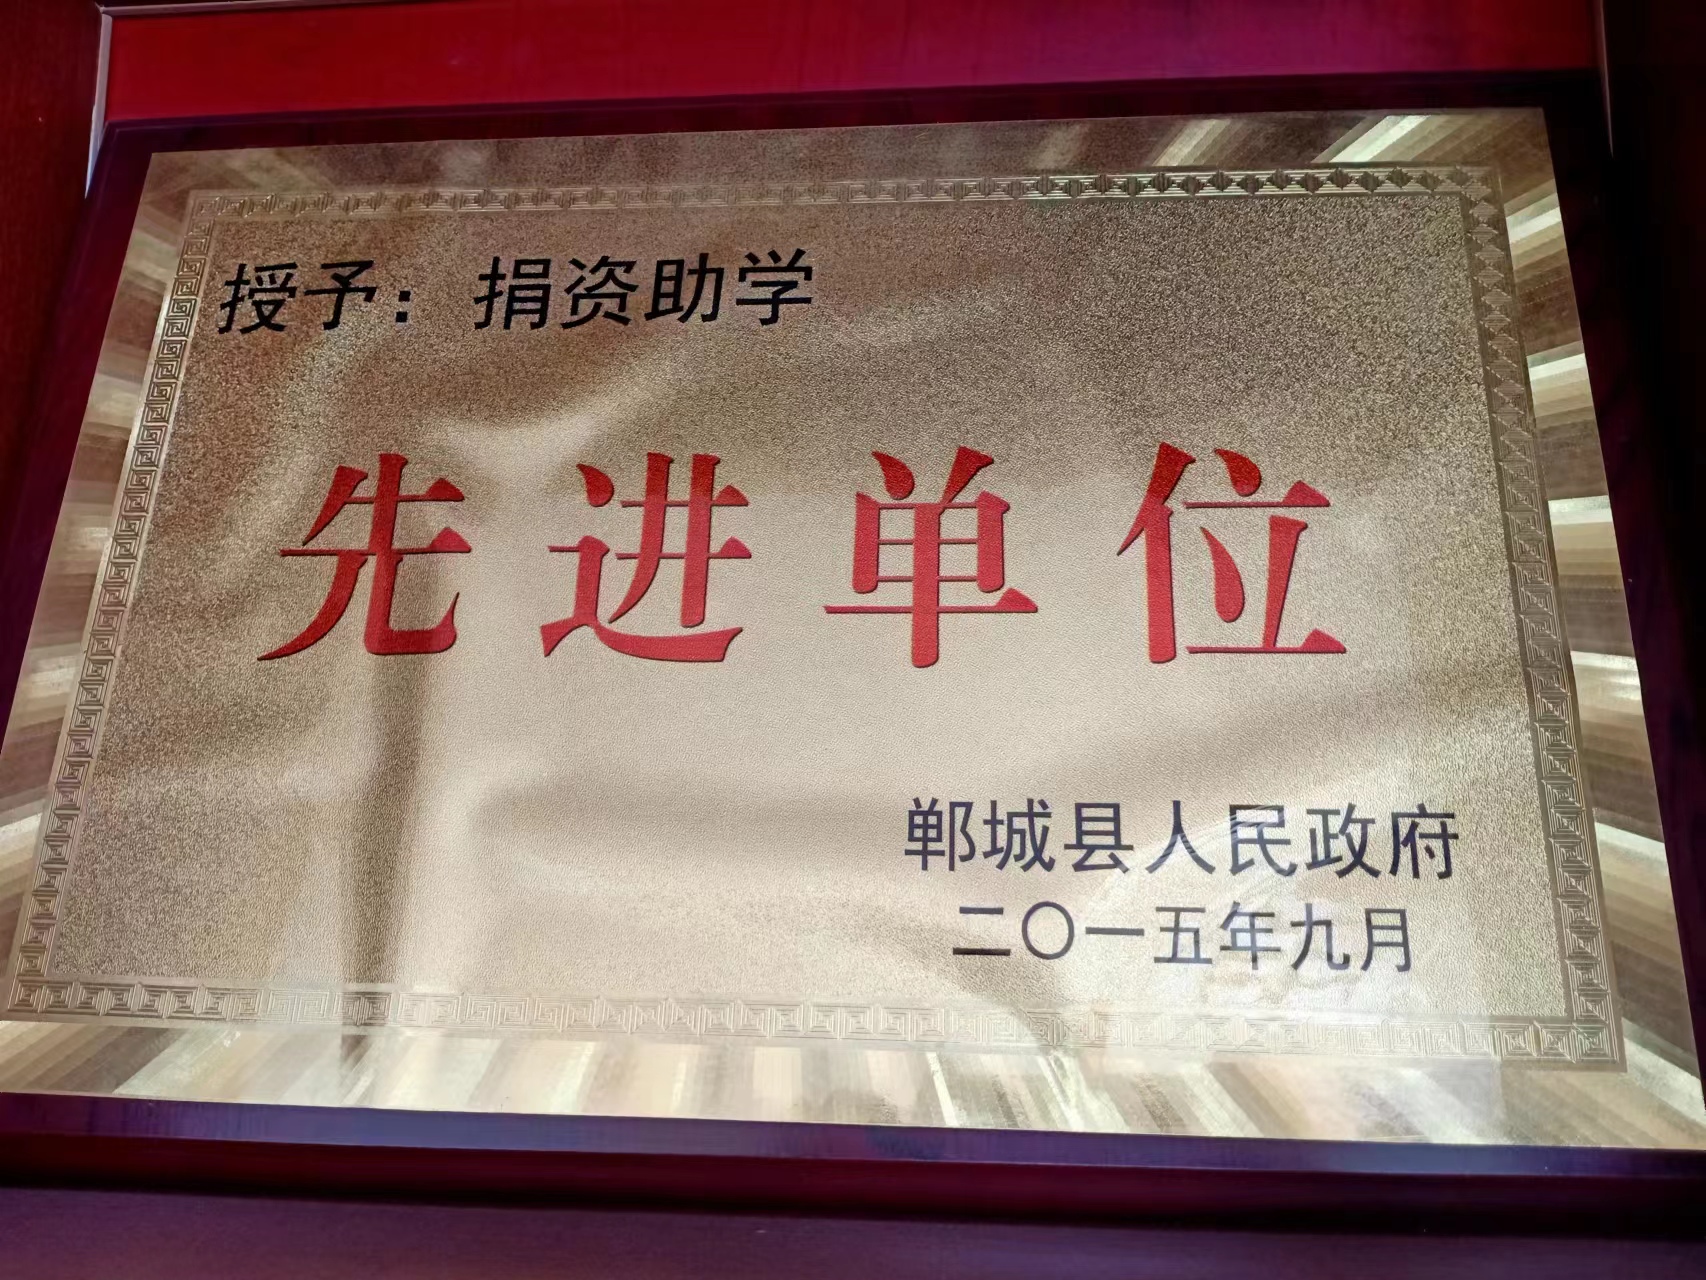 授予：捐资助学
先进单位
郸城县人民政府
二〇一五年九月